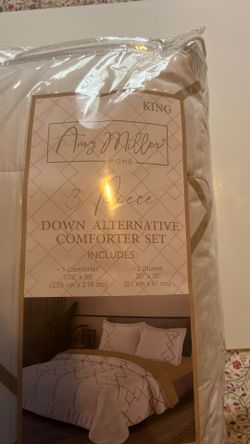 KING
Amy Miller
HOME
3 Piece
DOWN ALTERNATIVE
COMFORTER SET
INCLUDES:
• 1 Comforter • 2 Shams
102" x 86" 20" x 36"
(259 cm x 218 cm) (51 cm x 91 cm)